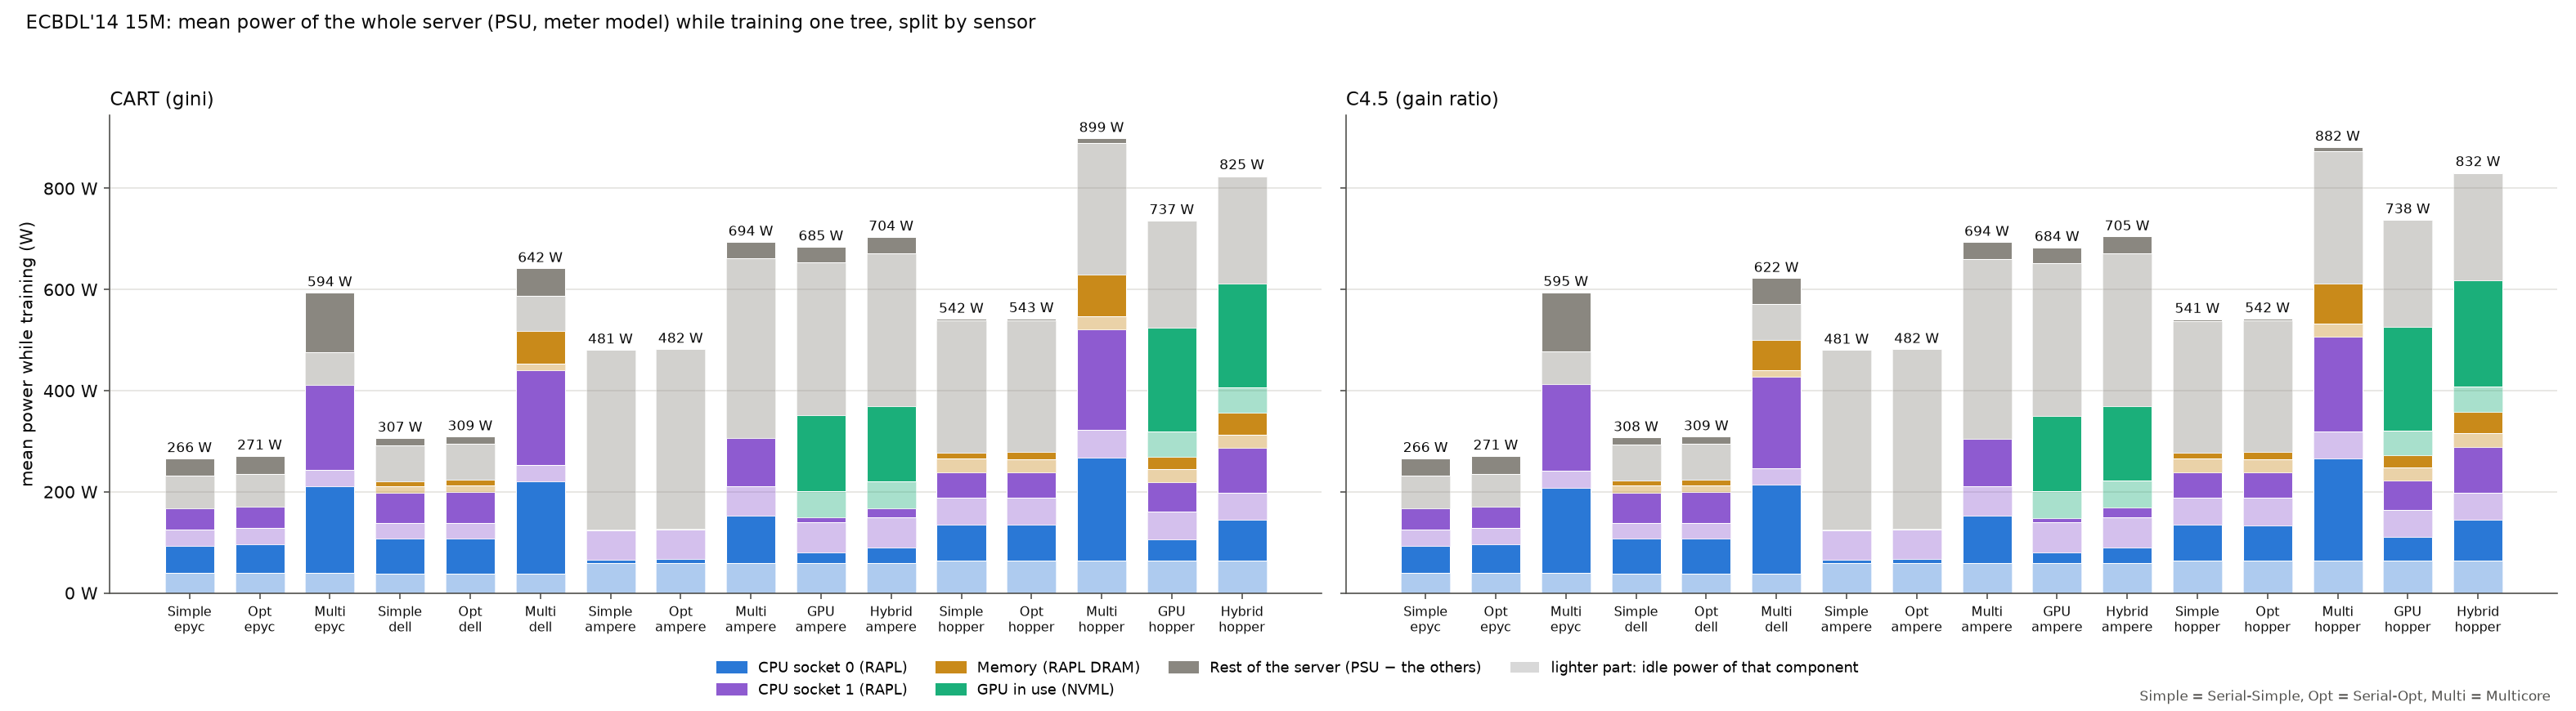 ECBDL'14 15M: mean power of the whole server (PSU, meter model) while training one tree, split by sensor
CART (gini)
mean power while training (W)
800 W
600 W
400 W
200 W
0 W
266 W
271 W
594 W
307 W
309 W
642 W
481 W
482 W
694 W
685 W
704 W
542 W
543 W
899 W
737 W
825 W
Simple epyc
Opt epyc
Multi epyc
Simple dell
Opt dell
Multi dell
Simple ampere
Opt ampere
Multi ampere
GPU ampere
Hybrid ampere
Simple hopper
Opt hopper
Multi hopper
GPU hopper
Hybrid hopper
C4.5 (gain ratio)
266 W
271 W
595 W
308 W
309 W
622 W
481 W
482 W
694 W
684 W
705 W
541 W
542 W
882 W
738 W
832 W
Simple epyc
Opt epyc
Multi epyc
Simple dell
Opt dell
Multi dell
Simple ampere
Opt ampere
Multi ampere
GPU ampere
Hybrid ampere
Simple hopper
Opt hopper
Multi hopper
GPU hopper
Hybrid hopper
CPU socket 0 (RAPL)
CPU socket 1 (RAPL)
Memory (RAPL DRAM)
GPU in use (NVML)
Rest of the server (PSU − the others)
lighter part: idle power of that component
Simple = Serial-Simple, Opt = Serial-Opt, Multi = Multicore